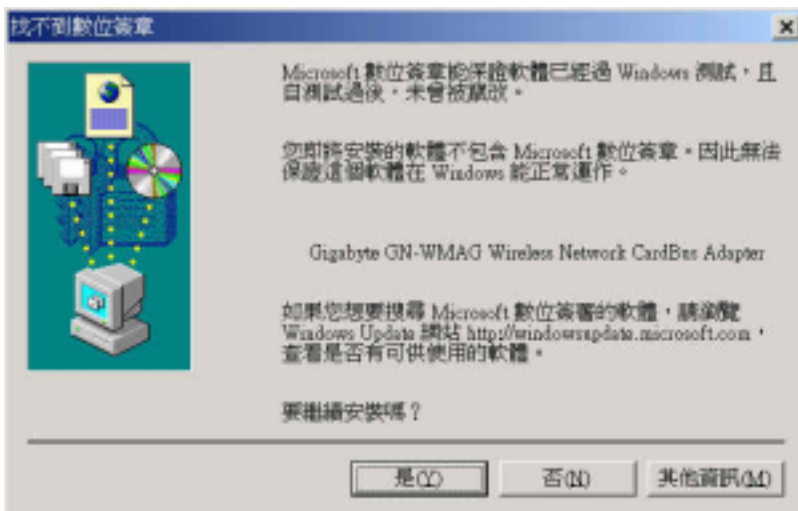 找不到數位簽章
Microsoft 數位簽章能保證軟體已經過 Windows 測試，且
自測試過後，未曾被竄改。
您即將安裝的軟體不包含 Microsoft 數位簽章。因此無法
保證這個軟體在 Windows 能正常運作。
Gigabyte GN-WMAG Wireless Network CardBus Adapter
如果您想要搜尋 Microsoft 數位簽署的軟體，請瀏覽
Windows Update 網站 http://windowsupdate.microsoft.com，
查看是否有可供使用的軟體。
要繼續安裝嗎？
是(Y) 否(N) 其他資訊(M)